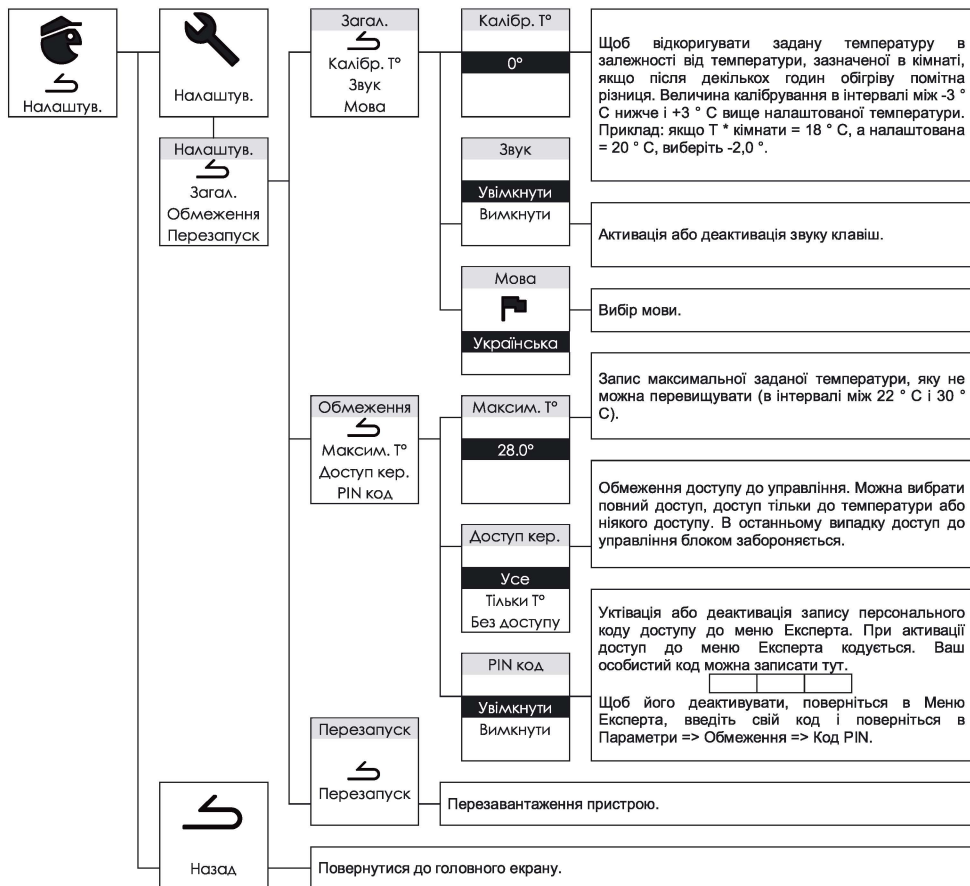 Налаштув.
Налаштув.
Налаштув.
Загал.
Обмеження
Перезапуск
Загал.
Калібр. Т°
Звук
Мова
Калібр. Т°
0°
Щоб відкоригувати задану температуру в
залежності від температури, зазначеної в кімнаті,
якщо після декількох годин обігріву помітна
різниця. Величина калібрування в інтервалі між -3 °
С нижче і +3 ° С вище налаштованої температури.
Приклад: якщо Т * кімнати = 18 ° С, а налаштована
= 20 ° С, виберіть -2,0 °.
Звук
Увімкнути
Вимкнути
Активація або деактивація звуку клавіш.
Мова
Українська
Вибір мови.
Обмеження
Максим. Т°
Доступ кер.
PIN код
Максим. Т°
28.0°
Запис максимальної заданої температури, яку не
можна перевищувати (в інтервалі між 22 ° С і 30 °
С).
Доступ кер.
Усе
Тільки Т°
Без доступу
Обмеження доступу до управління. Можна вибрати
повний доступ, доступ тільки до температури або
ніякого доступу. В останньому випадку доступ до
управління блоком забороняється.
PIN код
Увімкнути
Вимкнути
Уктівація або деактивація запису персонального
коду доступу до меню Експерта. При активації
доступ до меню Експерта кодується. Ваш
особистий код можна записати тут.
Щоб його деактивувати, поверніться в Меню
Експерта, введіть свій код і поверніться в
Параметри => Обмеження => Код PIN.
Перезапуск
Перезапуск
Перезавантаження пристрою.
Назад
Повернутися до головного екрану.